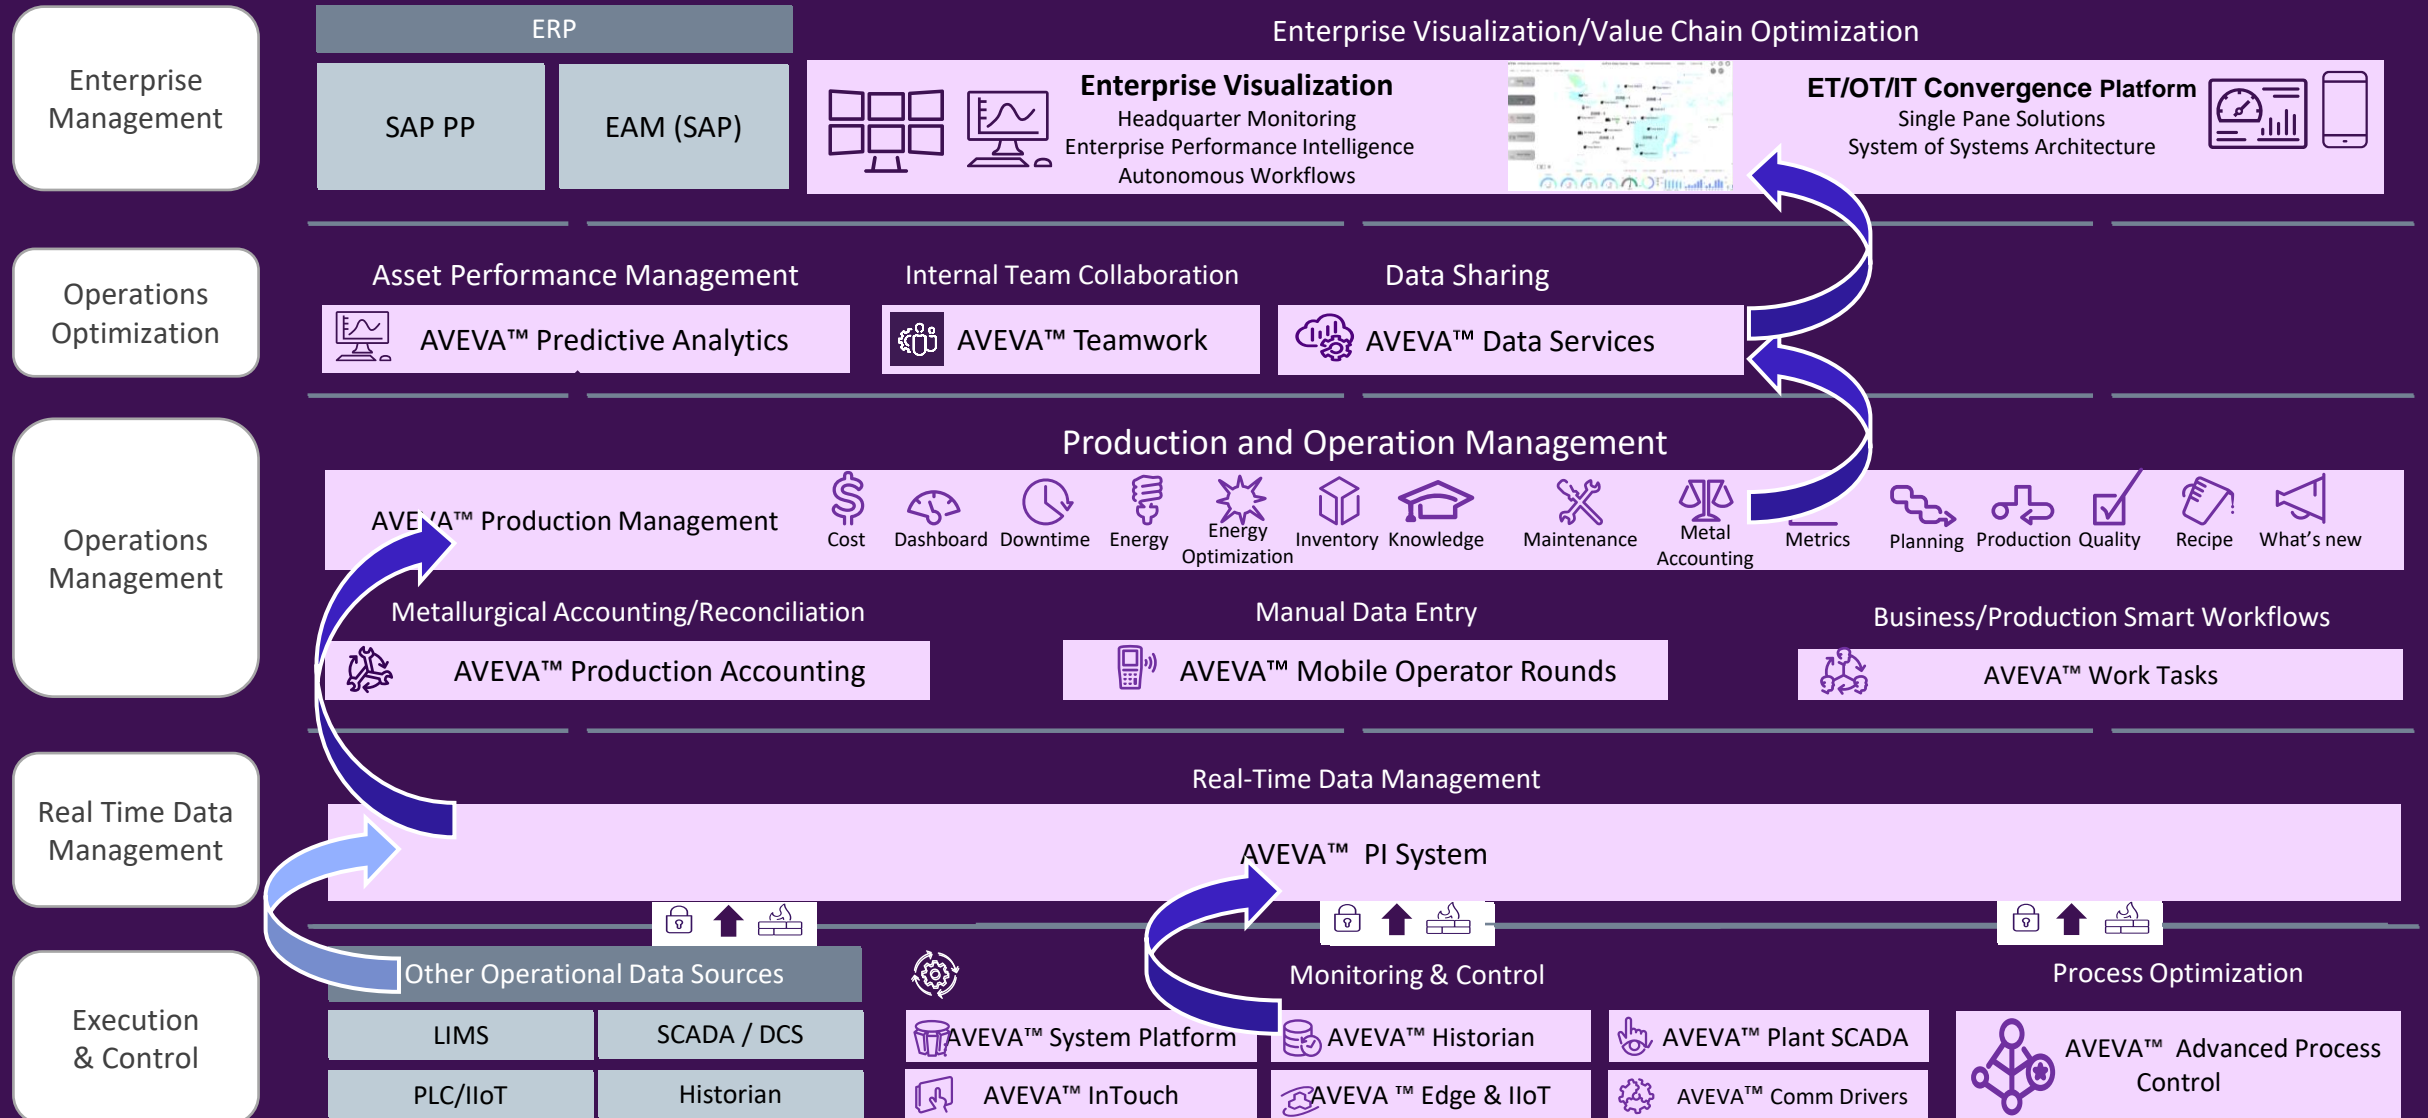 Enterprise
Management
ERP
SAP PP
EAM (SAP)
Enterprise Visualization/Value Chain Optimization
Enterprise Visualization
Headquarter Monitoring
Enterprise Performance Intelligence
Autonomous Workflows
ET/OT/IT Convergence Platform
Single Pane Solutions
System of Systems Architecture
Operations
Optimization
Asset Performance Management
AVEVA™ Predictive Analytics
Internal Team Collaboration
AVEVA™ Teamwork
Data Sharing
AVEVA™ Data Services
Operations
Management
Production and Operation Management
AVEVA™ Production Management
Cost
Dashboard
Downtime
Energy
Energy
Optimization
Inventory
Knowledge
Maintenance
Metal
Accounting
Metrics
Planning
Production
Quality
Recipe
What's new
Metallurgical Accounting/Reconciliation
AVEVA™ Production Accounting
Manual Data Entry
AVEVA™ Mobile Operator Rounds
Business/Production Smart Workflows
AVEVA™ Work Tasks
Real Time Data
Management
Real-Time Data Management
AVEVA™ PI System
Execution
& Control
Other Operational Data Sources
LIMS
SCADA / DCS
PLC/IIoT
Historian
Monitoring & Control
AVEVA™ System Platform
AVEVA™ Historian
AVEVA™ Plant SCADA
AVEVA™ InTouch
AVEVA ™ Edge & IIoT
AVEVA™ Comm Drivers
Process Optimization
AVEVA™ Advanced Process
Control